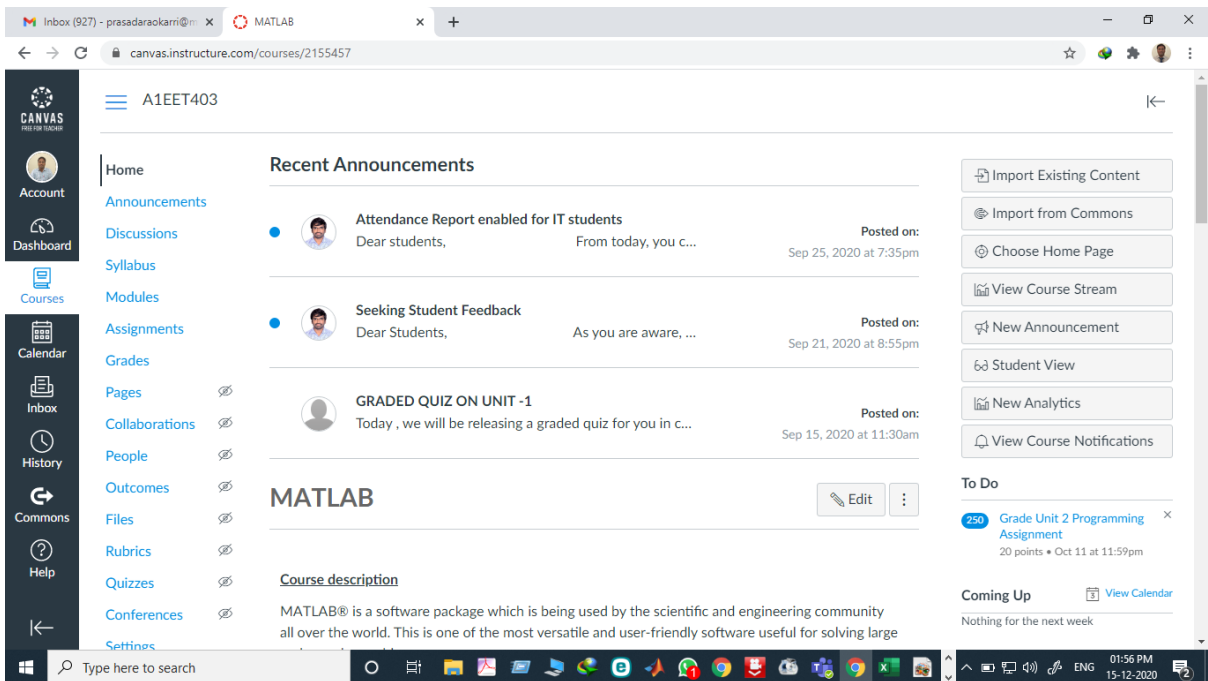 Inbox (927) - prasadaraokarri@m
MATLAB
canvas.instructure.com/courses/2155457
CANVAS
FREE FOR TEACHER
Account
Dashboard
Courses
Calendar
Inbox
History
Commons
Help
A1EET403
Home
Announcements
Discussions
Syllabus
Modules
Assignments
Grades
Pages
Collaborations
People
Outcomes
Files
Rubrics
Quizzes
Conferences
Settings
Recent Announcements
Attendance Report enabled for IT students
Dear students, From today, you c...
Posted on:
Sep 25, 2020 at 7:35pm
Seeking Student Feedback
Dear Students, As you are aware, ...
Posted on:
Sep 21, 2020 at 8:55pm
GRADED QUIZ ON UNIT -1
Today , we will be releasing a graded quiz for you in c...
Posted on:
Sep 15, 2020 at 11:30am
MATLAB
Edit
Course description
MATLAB® is a software package which is being used by the scientific and engineering community
all over the world. This is one of the most versatile and user-friendly software useful for solving large
Import Existing Content
Import from Commons
Choose Home Page
View Course Stream
New Announcement
Student View
New Analytics
View Course Notifications
To Do
250 Grade Unit 2 Programming
Assignment
20 points • Oct 11 at 11:59pm
Coming Up
View Calendar
Nothing for the next week
Type here to search
ENG
01:56 PM
15-12-2020